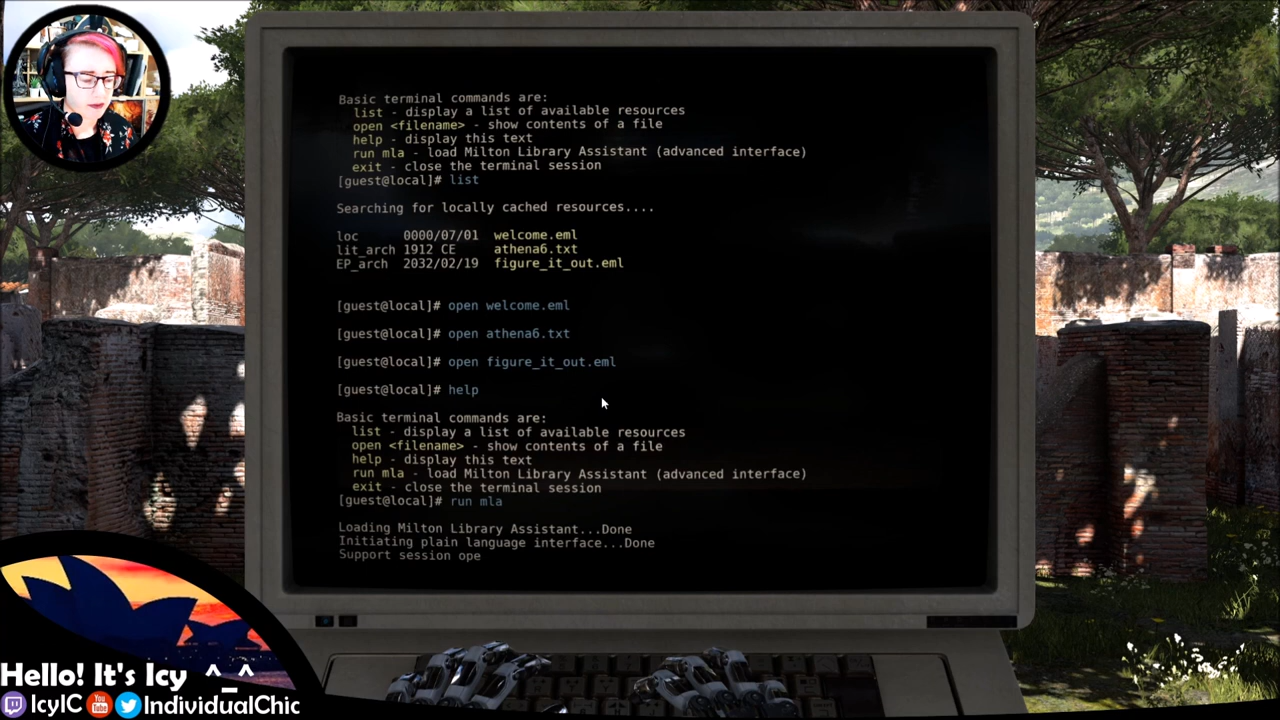 Basic terminal commands are:
list - display a list of available resources
open <filename> - show contents of a file
help - display this text
run mla - load Milton Library Assistant (advanced interface)
exit - close the terminal session
[guest@local]# list
Searching for locally cached resources....
loc 0000/07/01 welcome.eml
lit_arch 1912 CE athena6.txt
EP_arch 2032/02/19 figure_it_out.eml
[guest@local]# open welcome.eml
[guest@local]# open athena6.txt
[guest@local]# open figure_it_out.eml
[guest@local]# help
Basic terminal commands are:
list - display a list of available resources
open <filename> - show contents of a file
help - display this text
run mla - load Milton Library Assistant (advanced interface)
exit - close the terminal session
[guest@local]# run mla
Loading Milton Library Assistant...Done
Initiating plain language interface...Done
Support session ope
Hello! It's Icy ^_^
IcyIC You Tube IndividualChic